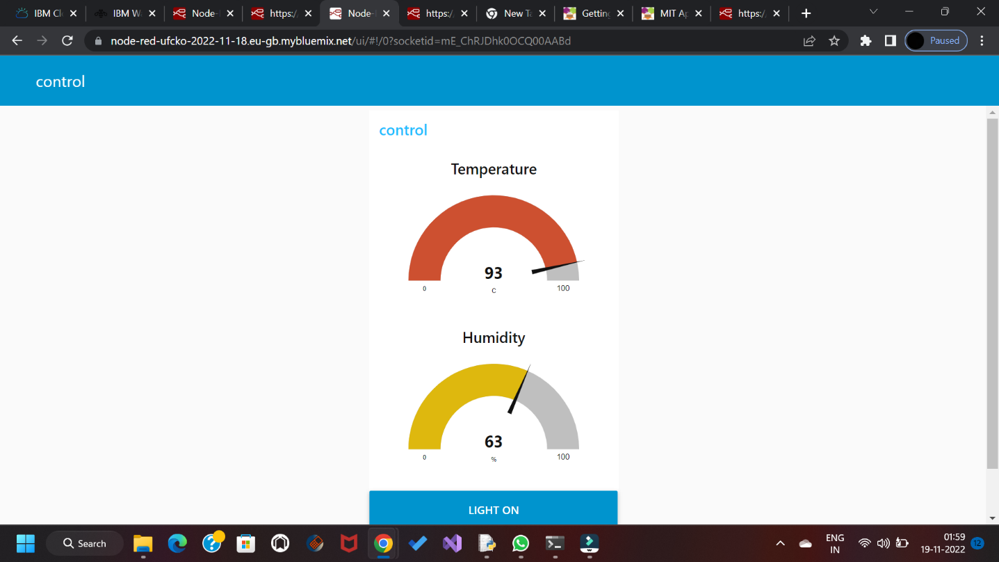 IBM Cl
IBM W
Node-
https:/
Node-
https:/
New Ta
Getting
MIT Ap
https:/
node-red-ufcko-2022-11-18.eu-gb.mybluemix.net/ui/#!/0?socketid=mE_ChRJDhk0OCQ00AABd
Paused
control
control
Temperature
93
0
C
100
Humidity
63
0
%
100
LIGHT ON
Search
ENG
IN
01:59
19-11-2022
12